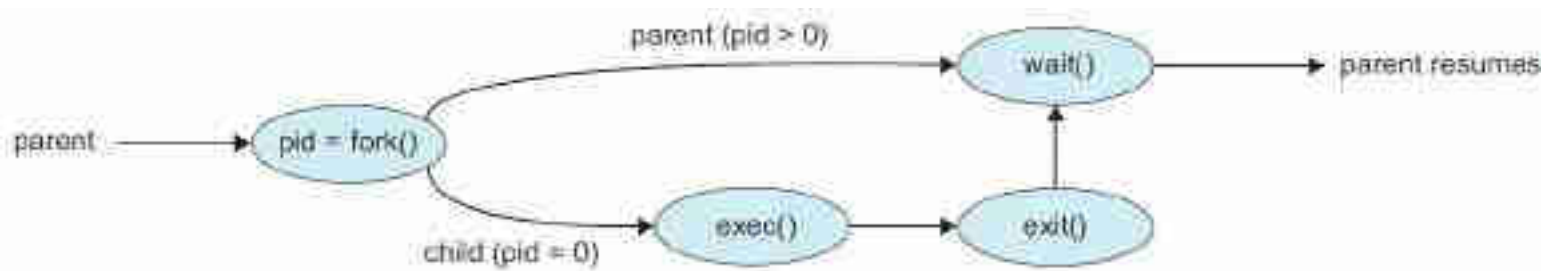 parent (pid > 0)
wait()
parent resumes
parent
pid = fork()
exec()
exit()
child (pid = 0)